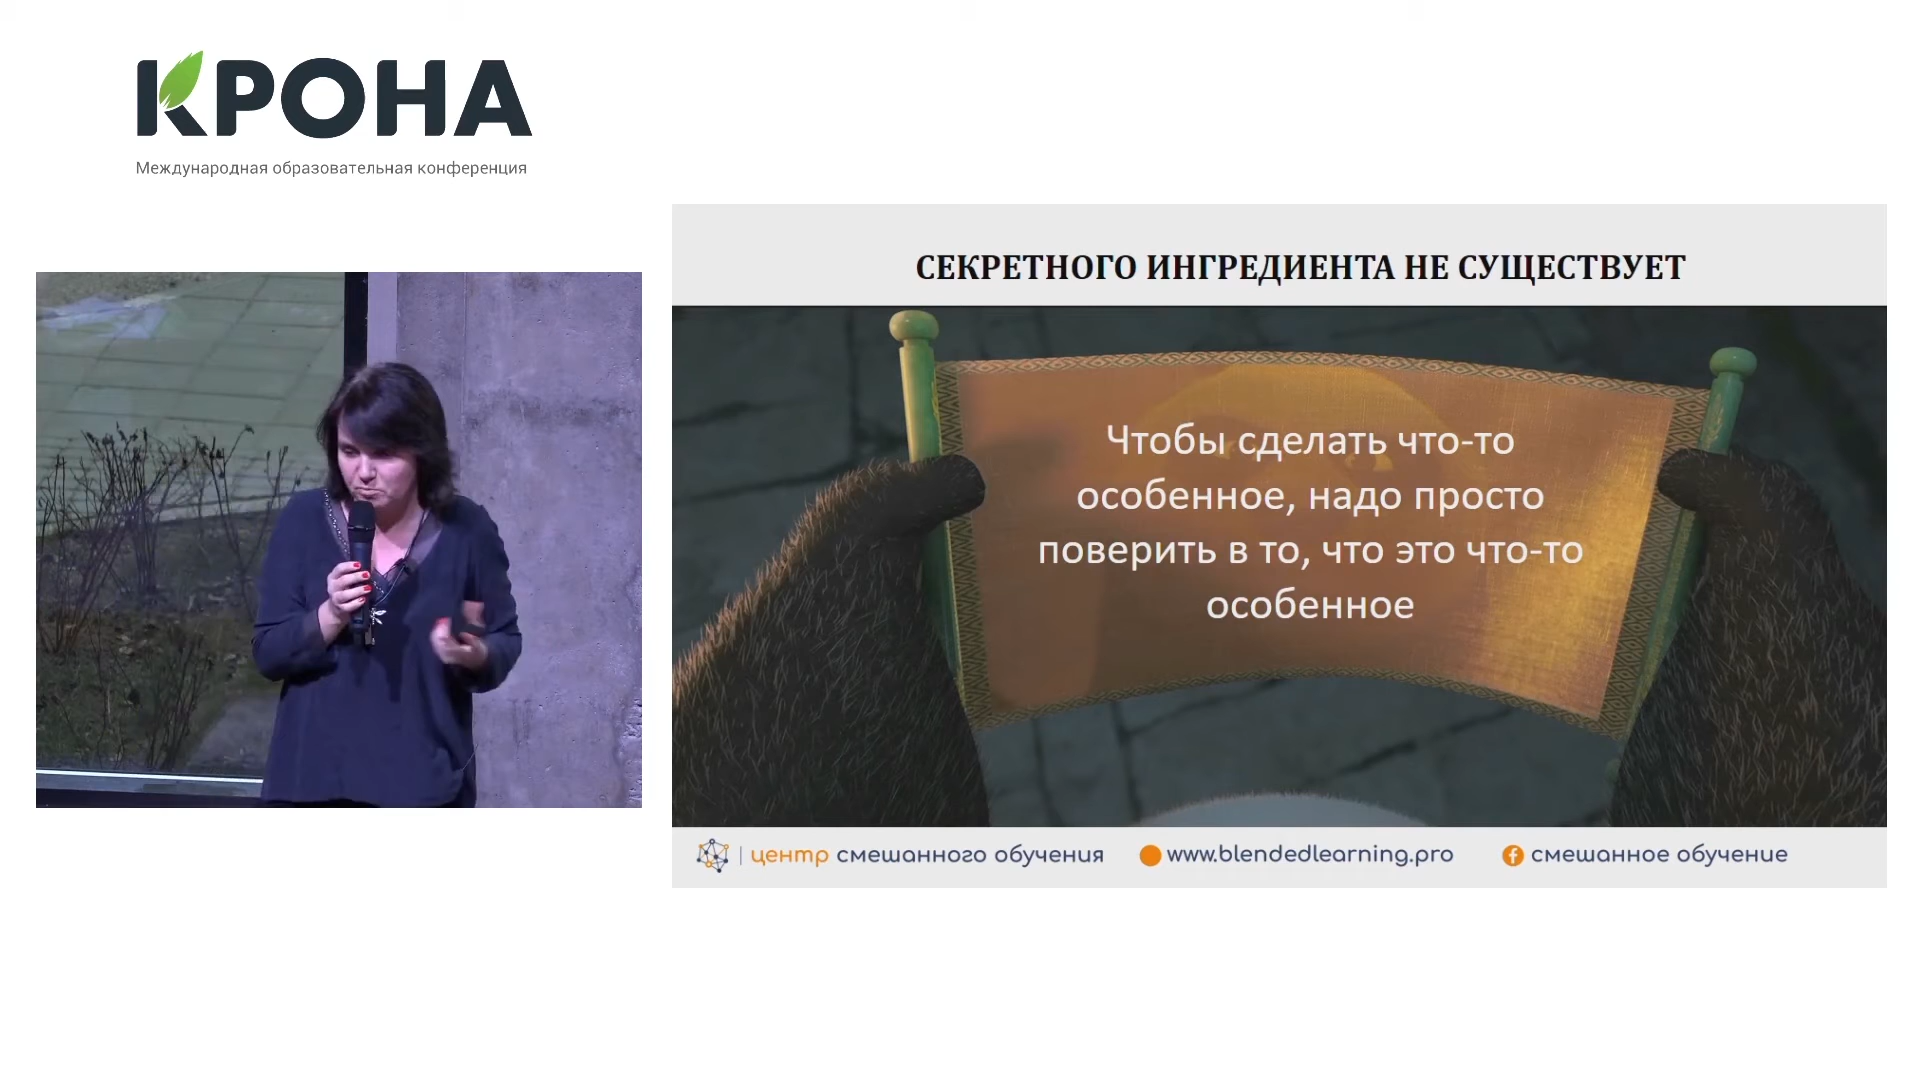 КРОНА
Международная образовательная конференция
СЕКРЕТНОГО ИНГРЕДИЕНТА НЕ СУЩЕСТВУЕТ
Чтобы сделать что-то
особенное, надо просто
поверить в то, что это что-то
особенное
центр смешанного обучения
www.blendedlearning.pro
смешанное обучение